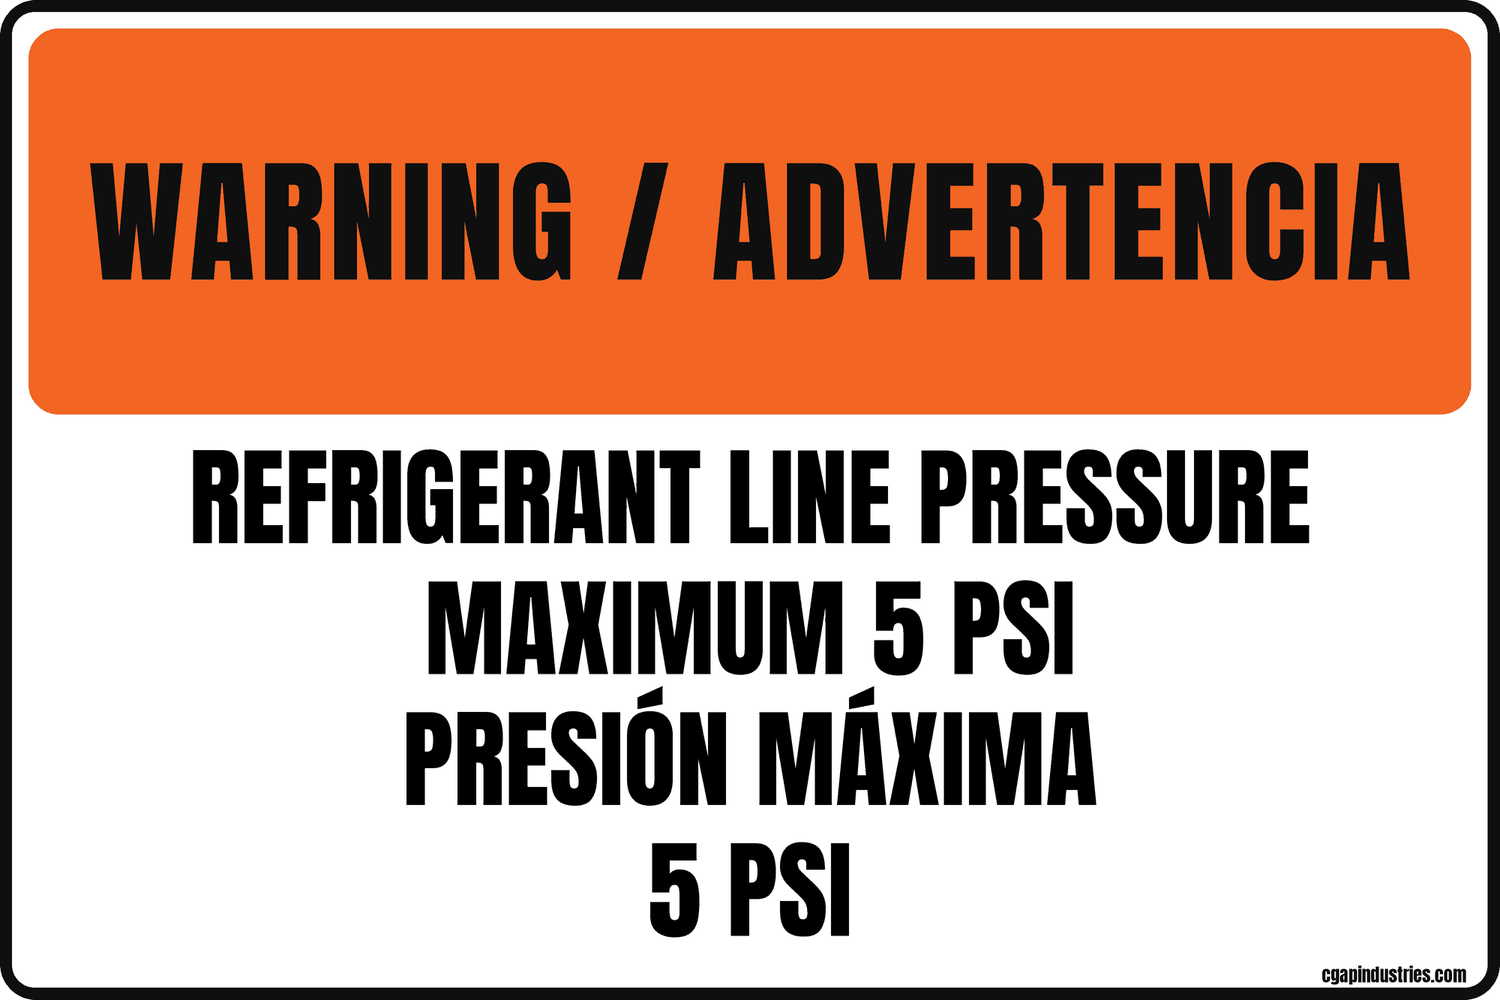 WARNING / ADVERTENCIA
REFRIGERANT LINE PRESSURE
MAXIMUM 5 PSI
PRESIÓN MÁXIMA
5 PSI
cgapindustries.com